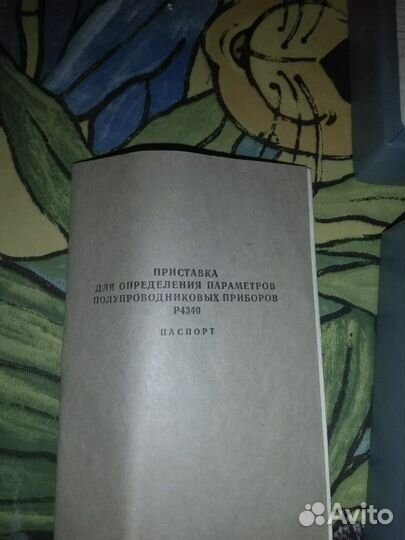 ПРИСТАВКА
ДЛЯ ОПРЕДЕЛЕНИЯ ПАРАМЕТРОВ
ПОЛУПРОВОДНИКОВЫХ ПРИБОРОВ
Р4340
ПАСПОРТ
Avito